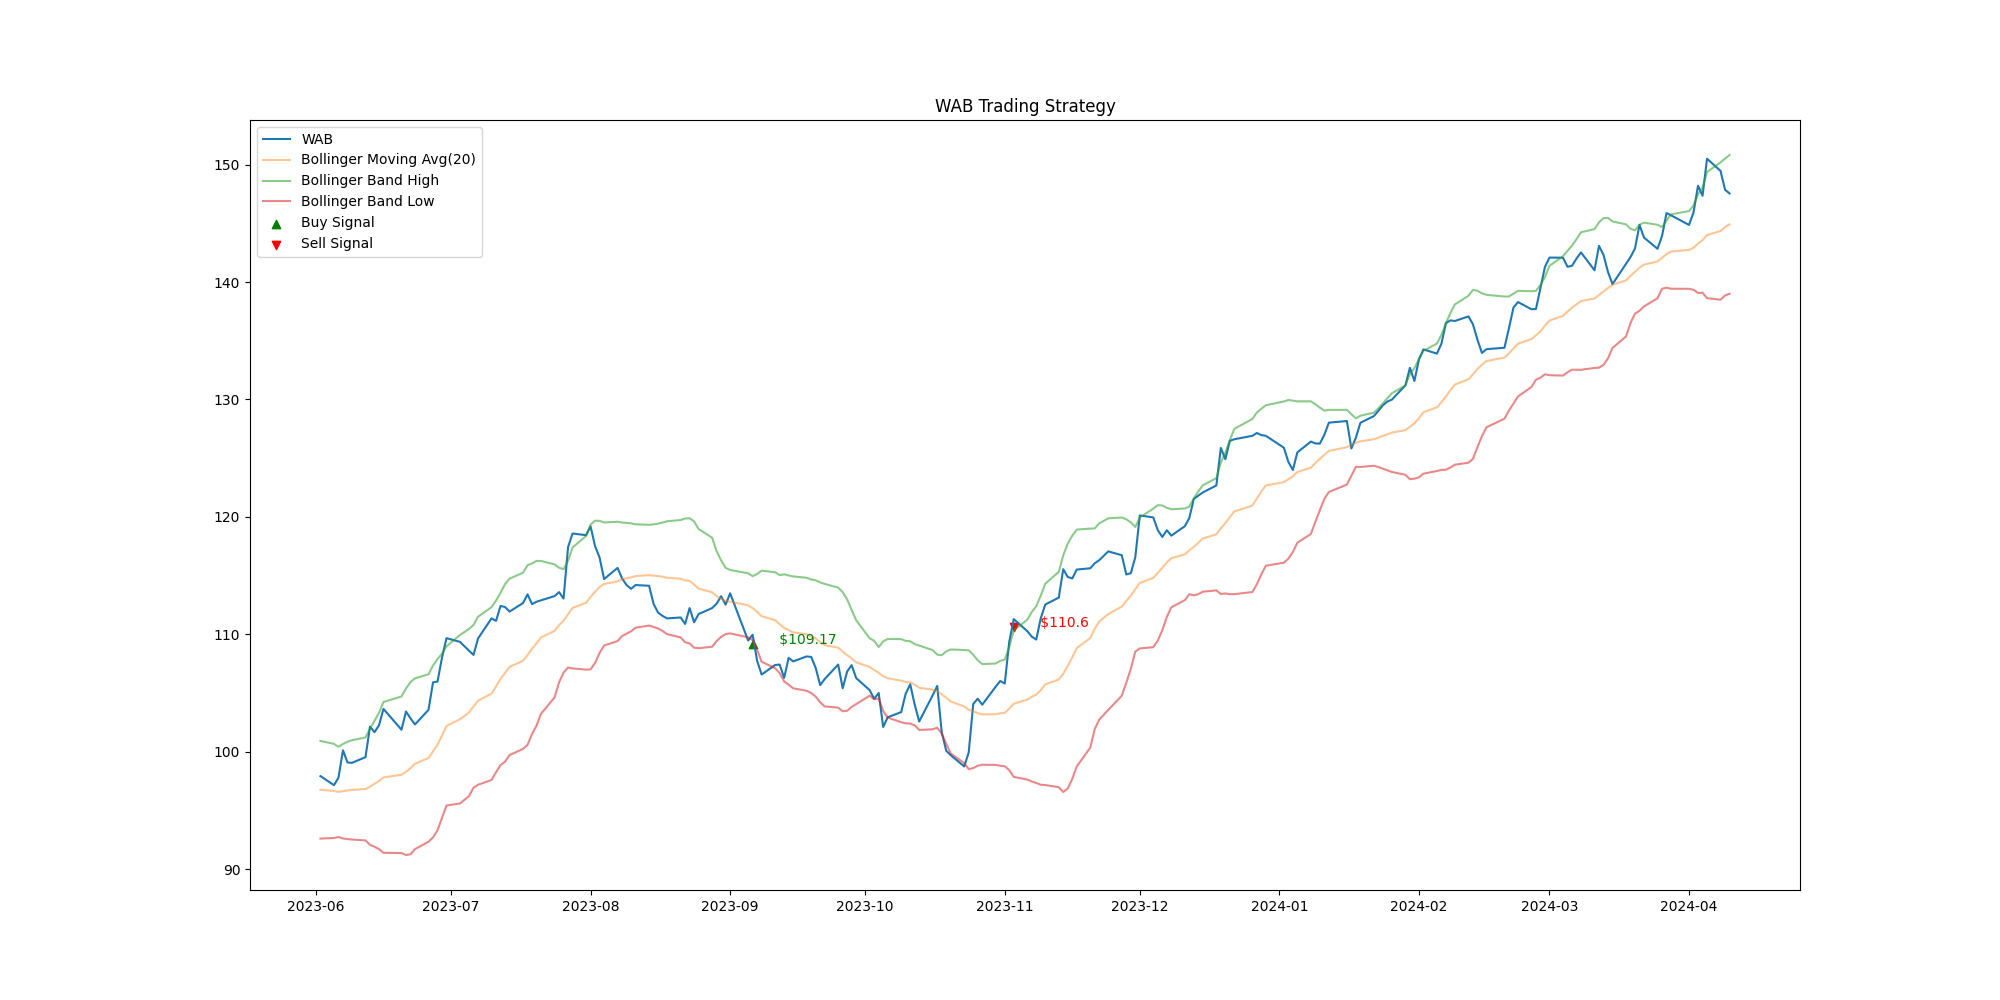 WAB Trading Strategy
WAB
Bollinger Moving Avg(20)
Bollinger Band High
Bollinger Band Low
Buy Signal
Sell Signal
150
140
130
120
110
100
90
$109.17
$110.6
2023-06
2023-07
2023-08
2023-09
2023-10
2023-11
2023-12
2024-01
2024-02
2024-03
2024-04